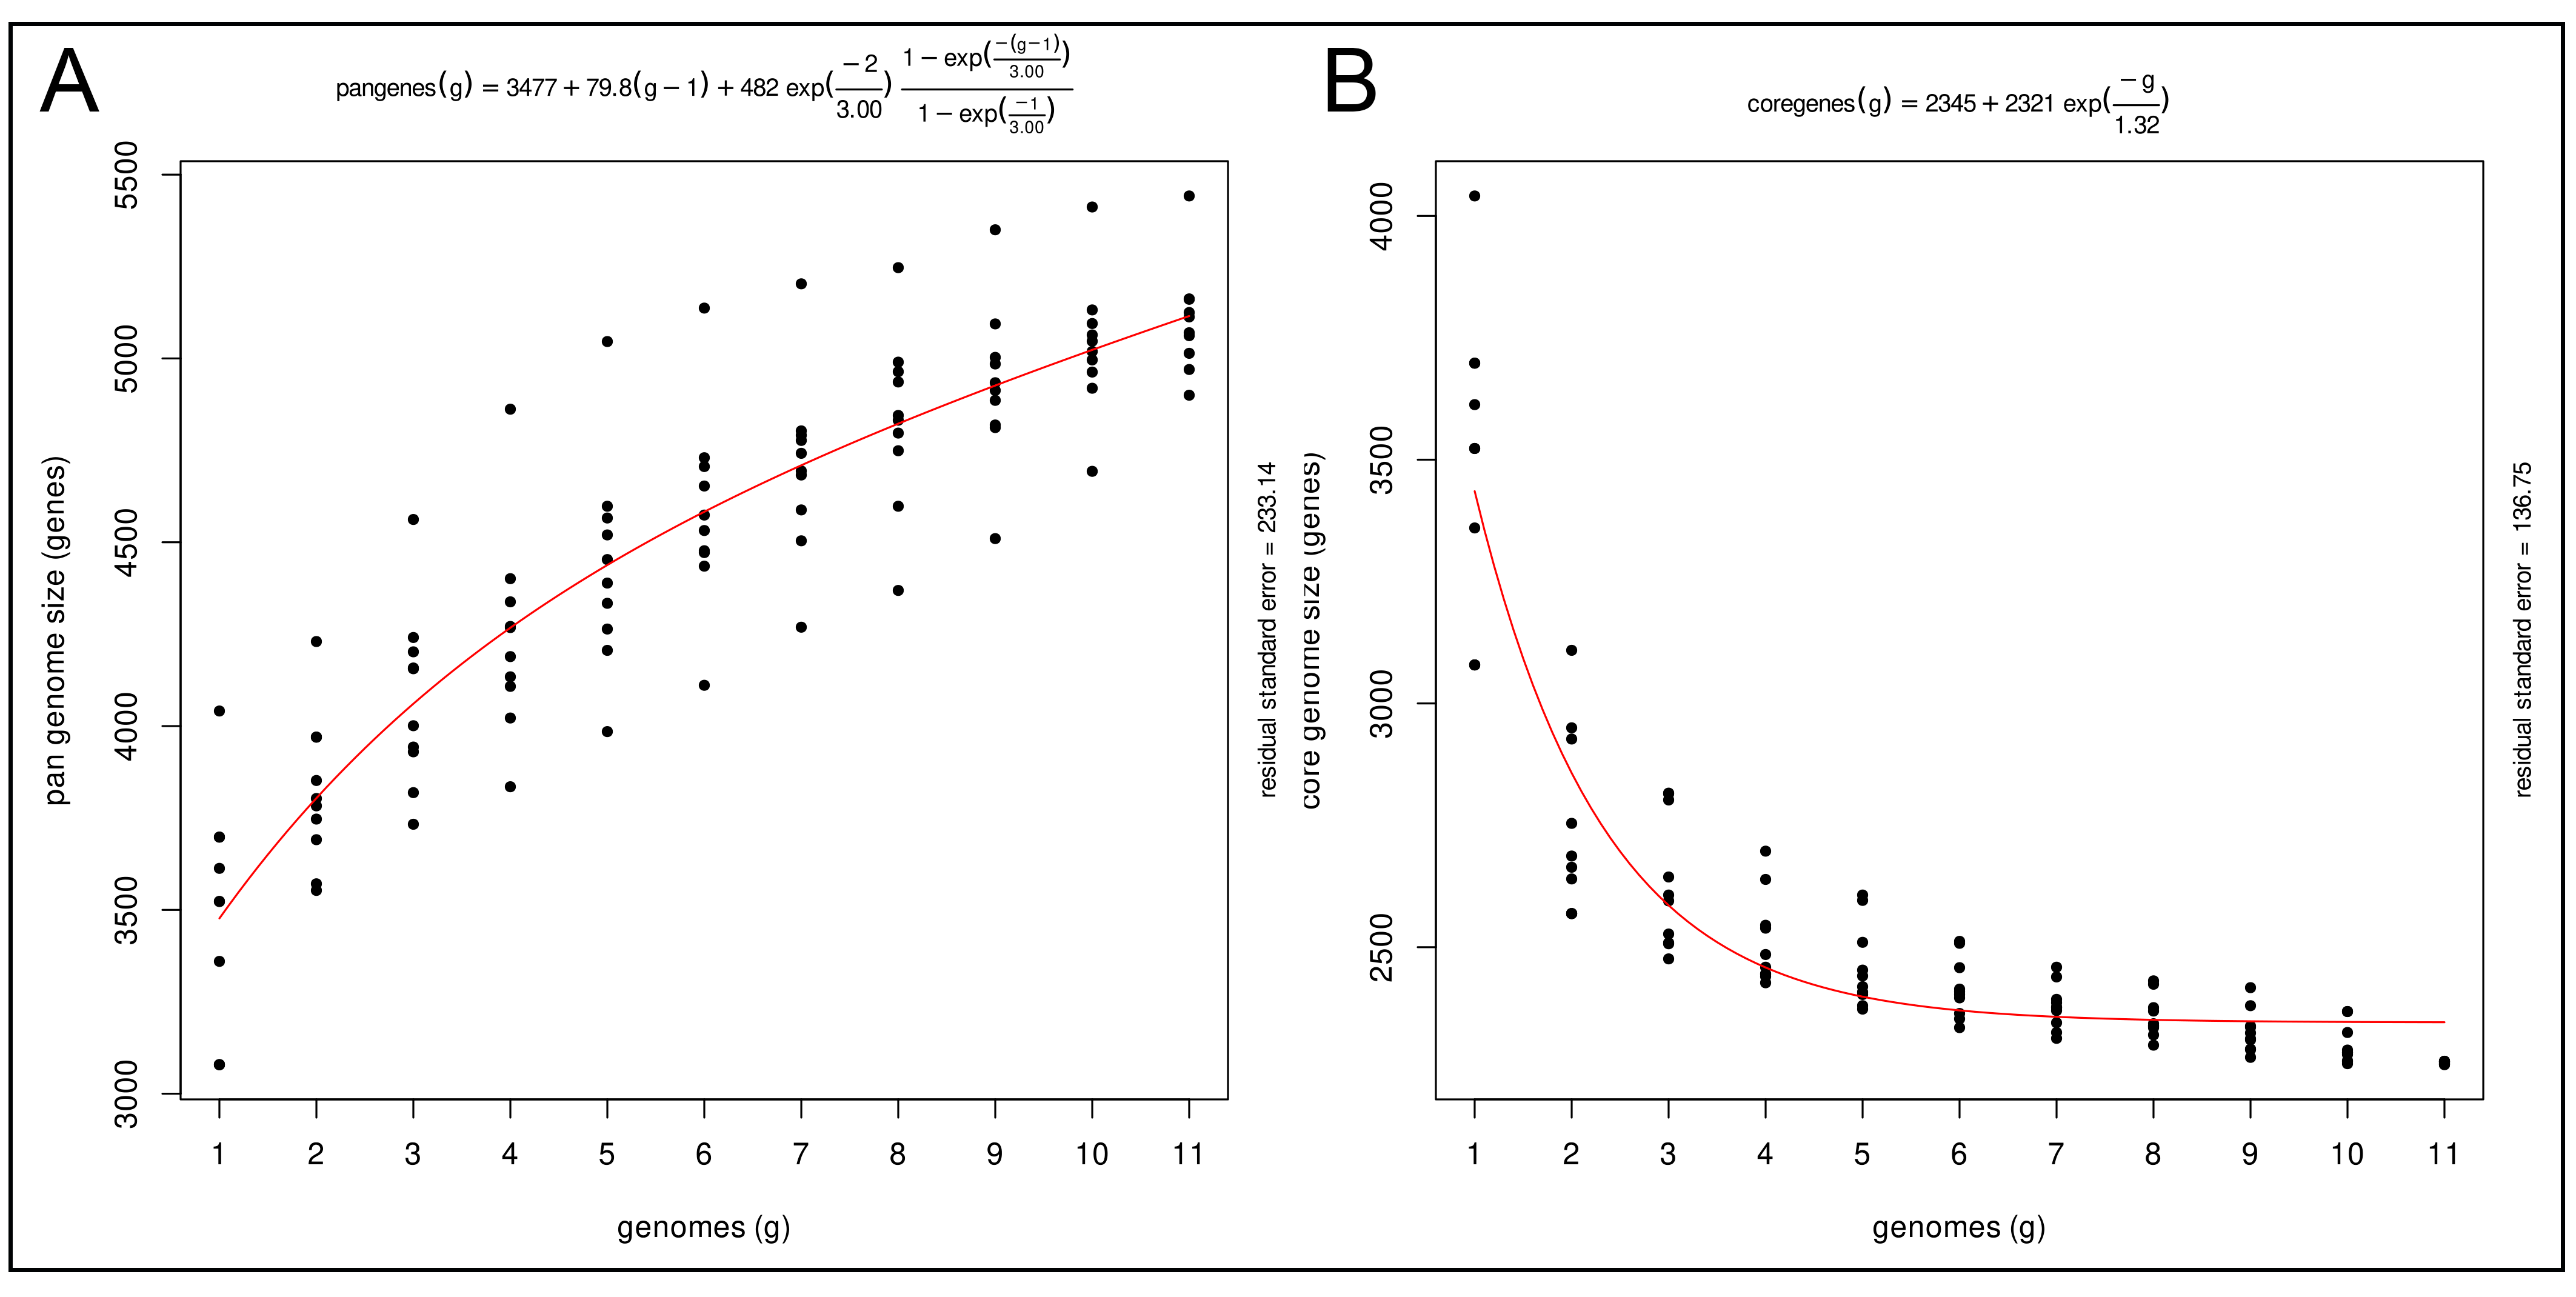 A
pangenes(g) = 3477 + 79.8(g − 1) + 482 exp(−2/3.00) (1 − exp(−(g−1)/3.00))/(1 − exp(−1/3.00))
pan genome size (genes)
5500
5000
4500
4000
3500
3000
1 2 3 4 5 6 7 8 9 10 11
genomes (g)
residual standard error = 233.14
B
coregenes(g) = 2345 + 2321 exp(−g/1.32)
core genome size (genes)
4000
3500
3000
2500
1 2 3 4 5 6 7 8 9 10 11
genomes (g)
residual standard error = 136.75